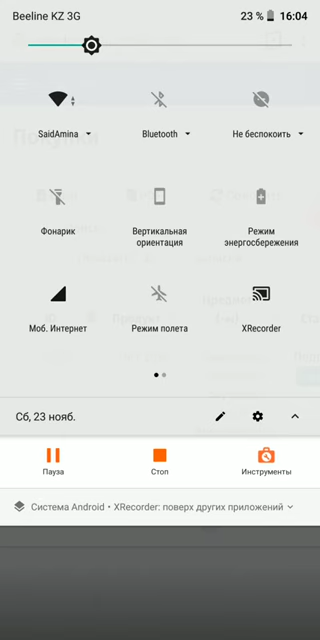 Beeline KZ 3G
23 % 16:04
SaidAmina Bluetooth Не беспокоить
Фонарик Вертикальная ориентация Режим энергосбережения
Моб. Интернет Режим полета XRecorder
Сб, 23 нояб.
Пауза Стоп Инструменты
Система Android • XRecorder: поверх других приложений
Покупки